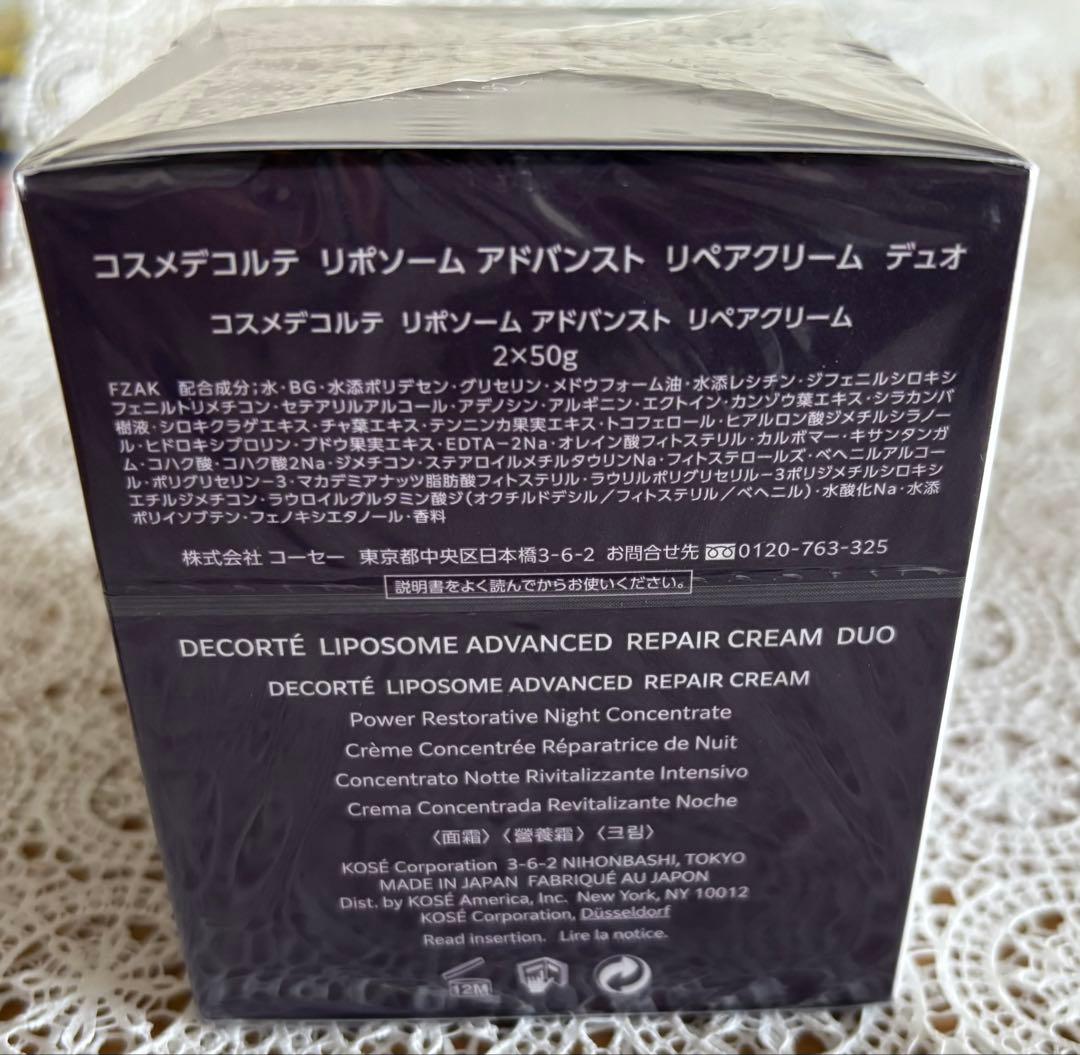 コスメデコルテ リポソーム アドバンスト リペアクリーム デュオ
コスメデコルテ リポソーム アドバンスト リペアクリーム
2×50g
FZAK 配合成分;水・BG・水添ポリデセン・グリセリン・メドウフォーム油・水添レシチン・ジフェニルシロキシ
フェニルトリメチコン・セテアリルアルコール・アデノシン・アルギニン・エクトイン・カンゾウ葉エキス・シラカンバ
樹液・シロキクラゲエキス・チャ葉エキス・テンニンカ果実エキス・トコフェロール・ヒアルロン酸ジメチルシラノー
ル・ヒドロキシプロリン・ブドウ果実エキス・EDTA-2Na・オレイン酸フィトステリル・カルボマー・キサンタンガ
ム・コハク酸・コハク酸2Na・ジメチコン・ステアロイルメチルタウリンNa・フィトステロールズ・ベヘニルアルコー
ル・ポリグリセリン-3・マカデミアナッツ脂肪酸フィトステリル・ラウリルポリグリセリル-3ポリジメチルシロキシ
エチルジメチコン・ラウロイルグルタミン酸ジ(オクチルドデシル/フィトステリル/ベヘニル)・水酸化Na・水添
ポリイソブテン・フェノキシエタノール・香料
株式会社 コーセー 東京都中央区日本橋3-6-2 お問合せ先 0120-763-325
説明書をよく読んでからお使いください。
DECORTÉ LIPOSOME ADVANCED REPAIR CREAM DUO
DECORTÉ LIPOSOME ADVANCED REPAIR CREAM
Power Restorative Night Concentrate
Crème Concentrée Réparatrice de Nuit
Concentrato Notte Rivitalizzante Intensivo
Crema Concentrada Revitalizante Noche
〈面霜〉〈營養霜〉〈크림〉
KOSÉ Corporation 3-6-2 NIHONBASHI, TOKYO
MADE IN JAPAN FABRIQUÉ AU JAPON
Dist. by KOSÉ America, Inc. New York, NY 10012
KOSÉ Corporation, Düsseldorf
Read insertion. Lire la notice.
12M